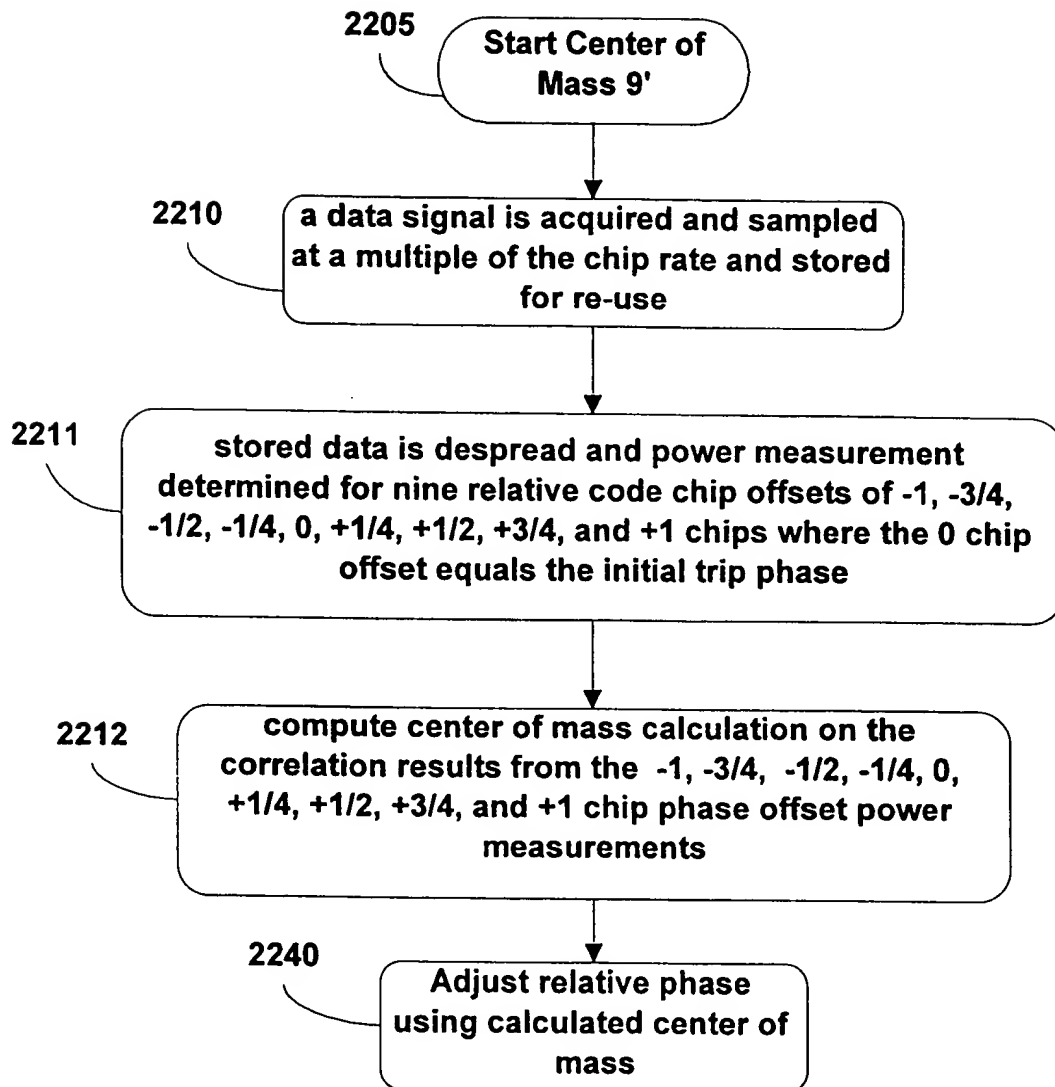 2205
Start Center of
Mass 9'
2210
a data signal is acquired and sampled
at a multiple of the chip rate and stored
for re-use
2211
stored data is despread and power measurement
determined for nine relative code chip offsets of -1, -3/4,
-1/2, -1/4, 0, +1/4, +1/2, +3/4, and +1 chips where the 0 chip
offset equals the initial trip phase
2212
compute center of mass calculation on the
correlation results from the -1, -3/4, -1/2, -1/4, 0,
+1/4, +1/2, +3/4, and +1 chip phase offset power
measurements
2240
Adjust relative phase
using calculated center of
mass